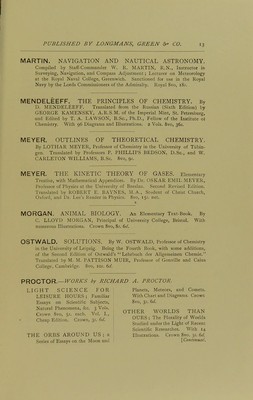 PUBLISHED BY LONGMANS, GREEN & CO. 15
MARTIN. NAVIGATION AND NAUTICAL ASTRONOMY.
Compiled by Staff-Commander W. R. MARTIN, R.N., Instructor in
Surveying, Navigation, and Compass Adjustment; Lecturer on Meteorology
at the Royal Naval College, Greenwich. Sanctioned for use in the Royal
Navy by the Lords Commissioners of the Admiralty. Royal 8vo, 18s.
MENDELÉEFF. THE PRINCIPLES OF CHEMISTRY. By
D. MENDELÉEFF. Translated from the Russian (Sixth Edition) by
GEORGE KAMENSKY, A.R.S.M. of the Imperial Mint, St. Petersburg,
and Edited by T. A. LAWSON, B.Sc., Ph.D., Fellow of the Institute of
Chemistry. With 96 Diagrams and Illustrations. 2 Vols. 8vo, 36s.
MEYER. OUTLINES OF THEORETICAL CHEMISTRY.
By LOTHAR MEYER, Professor of Chemistry in the University of Tübin-
gen. Translated by Professors P. PHILLIPS BEDSON, D.Sc., and W.
CARLETON WILLIAMS, B.Sc. 8vo, 9s.
MEYER. THE KINETIC THEORY OF GASES. Elementary
Treatise, with Mathematical Appendices. By Dr. OSKAR EMIL MEYER,
Professor of Physics at the University of Breslau. Second Revised Edition.
Translated by ROBERT E. BAYNES, M.A., Student of Christ Church,
Oxford, and Dr. Lee's Reader in Physics. 8vo, 15s. net.
MORGAN. ANIMAL BIOLOGY. An Elementary Text-Book. By
C. LLOYD MORGAN, Principal of University College, Bristol. With
numerous Illustrations. Crown 8vo, 8s. 6d.
OSTWALD. SOLUTIONS. By W. OSTWALD, Professor of Chemistry
in the University of Leipzig. Being the Fourth Book, with some additions,
of the Second Edition of Ostwald's "Lehrbuch der Allgemeinen Chemie."
Translated by M. M. PATTISON MUIR, Professor of Gonville and Caius
College, Cambridge. 8vo, 10s. 6d.
PROCTOR.—WORKS by RICHARD A. PROCTOR.
LIGHT SCIENCE FOR
LEISURE HOURS; Familiar
Essays on Scientific Subjects,
Natural Phenomena, &c. 3 Vols.
Crown 8vo, 5s. each. Vol. I.,
Cheap Edition. Crown, 3s. 6d.
THE ORBS AROUND US; a
Series of Essays on the Moon and
Planets, Meteors, and Comets.
With Chart and Diagrams. Crown
8vo, 3s. 6d.
OTHER WORLDS THAN
OURS; The Plurality of Worlds
Studied under the Light of Recent
Scientific Researches. With 14
Illustrations. Crown 8vo, 3s. 6d.
[Continued.